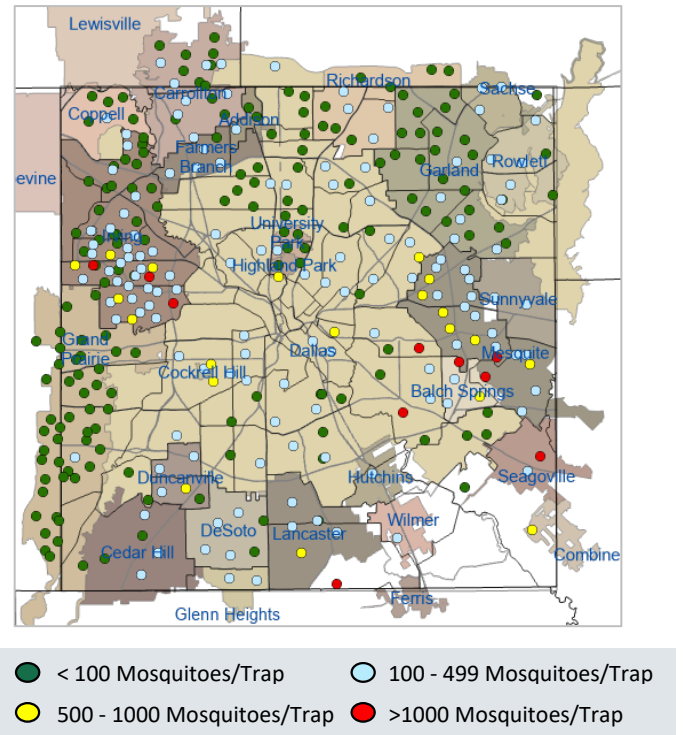 Lewisville
Richardson
Sachse
Carrollton
Coppell
Addison
Farmers
Branch
Garland
Rowlett
evine
University
Park
Irving
Highland Park
Sunnyvale
Grand
Prairie
Dallas
Mesquite
Cockrell Hill
Balch Springs
Duncanville
Hutchins
Seagoville
DeSoto
Lancaster
Wilmer
Cedar Hill
Combine
Ferris
Glenn Heights
< 100 Mosquitoes/Trap
100 - 499 Mosquitoes/Trap
500 - 1000 Mosquitoes/Trap
>1000 Mosquitoes/Trap